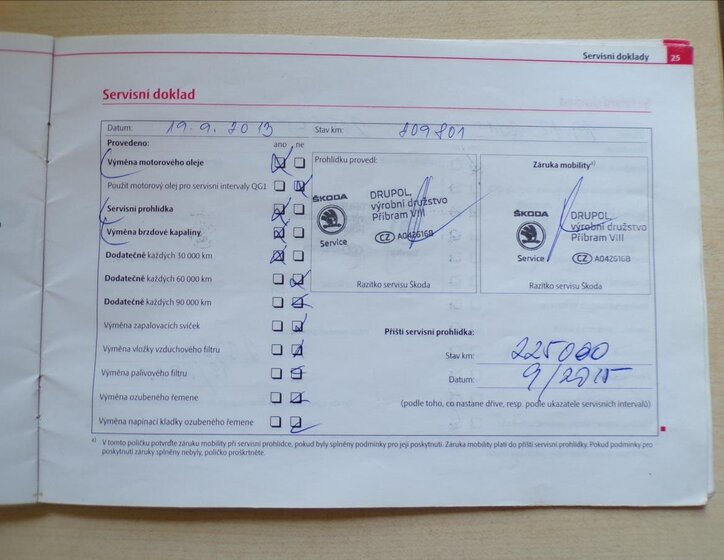 Servisní doklady 25
Servisní doklad
Datum: 19. 9. 2013 Stav km: 209801
Provedeno: ano ne
Výměna motorového oleje
Použit motorový olej pro servisní intervaly QG1
Servisní prohlídka
Výměna brzdové kapaliny
Dodatečně každých 30 000 km
Dodatečně každých 60 000 km
Dodatečně každých 90 000 km
Výměna zapalovacích svíček
Výměna vložky vzduchového filtru
Výměna palivového filtru
Výměna ozubeného řemene
Výměna napínací kladky ozubeného řemene
Prohlídku provedl:
ŠKODA
Service
DRUPOL,
výrobní družstvo
Příbram VIII
CZ A042616B
Razítko servisu Škoda
Záruka mobility a)
ŠKODA
Service
DRUPOL,
výrobní družstvo
Příbram VIII
CZ A042616B
Razítko servisu Škoda
Příští servisní prohlídka:
Stav km: 225000
Datum: 9/2015
(podle toho, co nastane dříve, resp. podle ukazatele servisních intervalů)
a) V tomto políčku potvrďte záruku mobility při servisní prohlídce, pokud byly splněny podmínky pro její poskytnutí. Záruka mobility platí do příští servisní prohlídky. Pokud podmínky pro
poskytnutí záruky splněny nebyly, políčko proškrtněte.